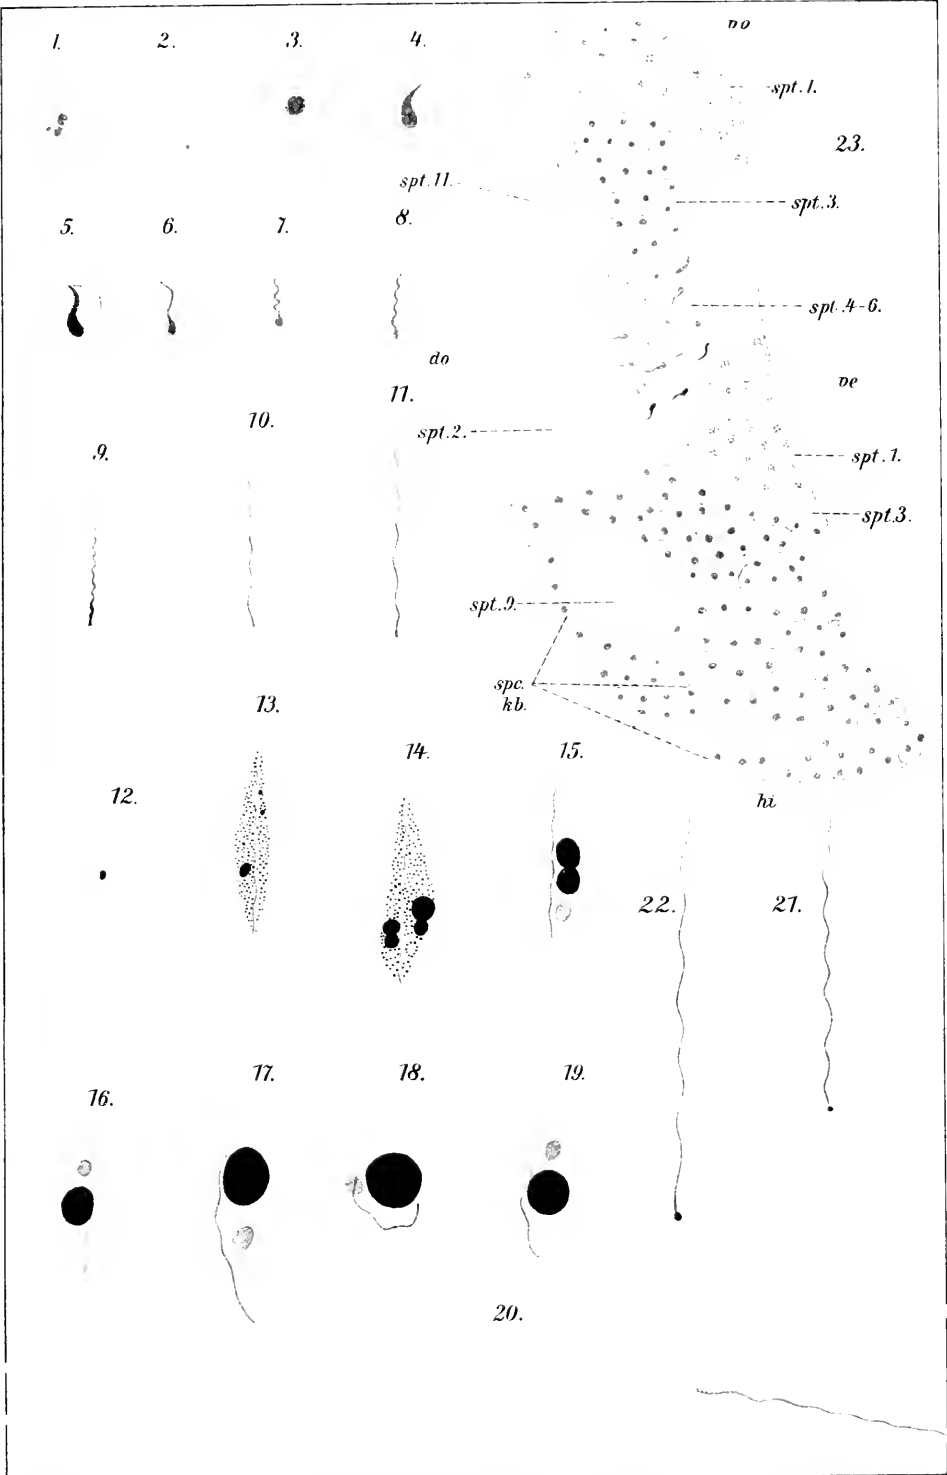 1.
2.
3.
4.
vo
spt.1.
23.
spt.11.
spt.3.
5.
6.
7.
8.
spt.4-6.
do
ve
11.
10.
spt.2.
9.
spt.1.
spt.3.
spt.9.
spc.
kb.
13.
14.
15.
12.
hi
22.
21.
17.
18.
19.
16.
20.